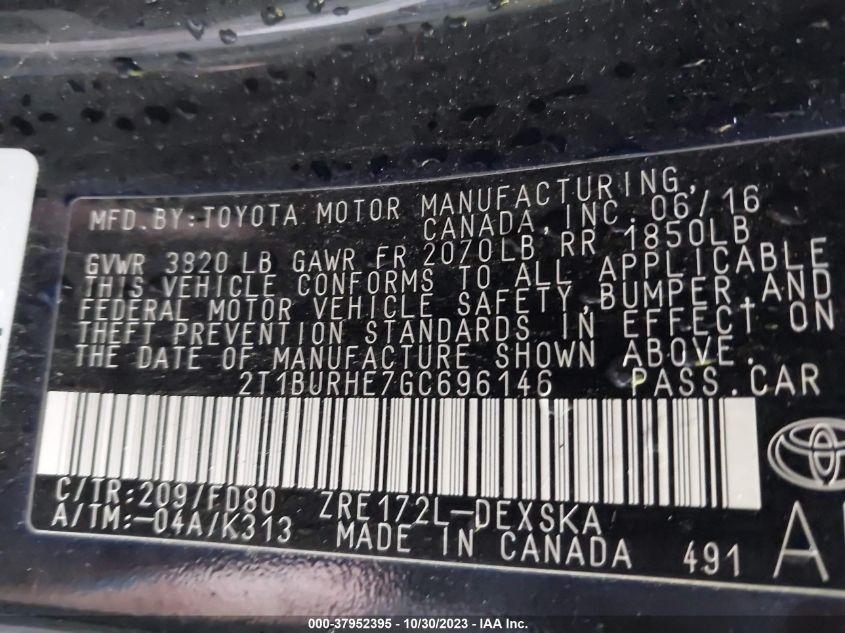 MFD.BY:TOYOTA MOTOR MANUFACTURING,
CANADA, INC. 06/16
GVWR 3820 LB GAWR FR 2070LB RR 1850LB
THIS VEHICLE CONFORMS TO ALL APPLICABLE
FEDERAL MOTOR VEHICLE SAFETY, BUMPER, AND
THEFT PREVENTION STANDARDS IN EFFECT ON
THE DATE OF MANUFACTURE SHOWN ABOVE.
2T1BURHE7GC696146 PASS.CAR
C/TR:209/FD80 ZRE172L-DEXSKA
A/TM:-04A/K313 MADE IN CANADA 491
000-37952395 - 10/30/2023 - © IAA, Inc.